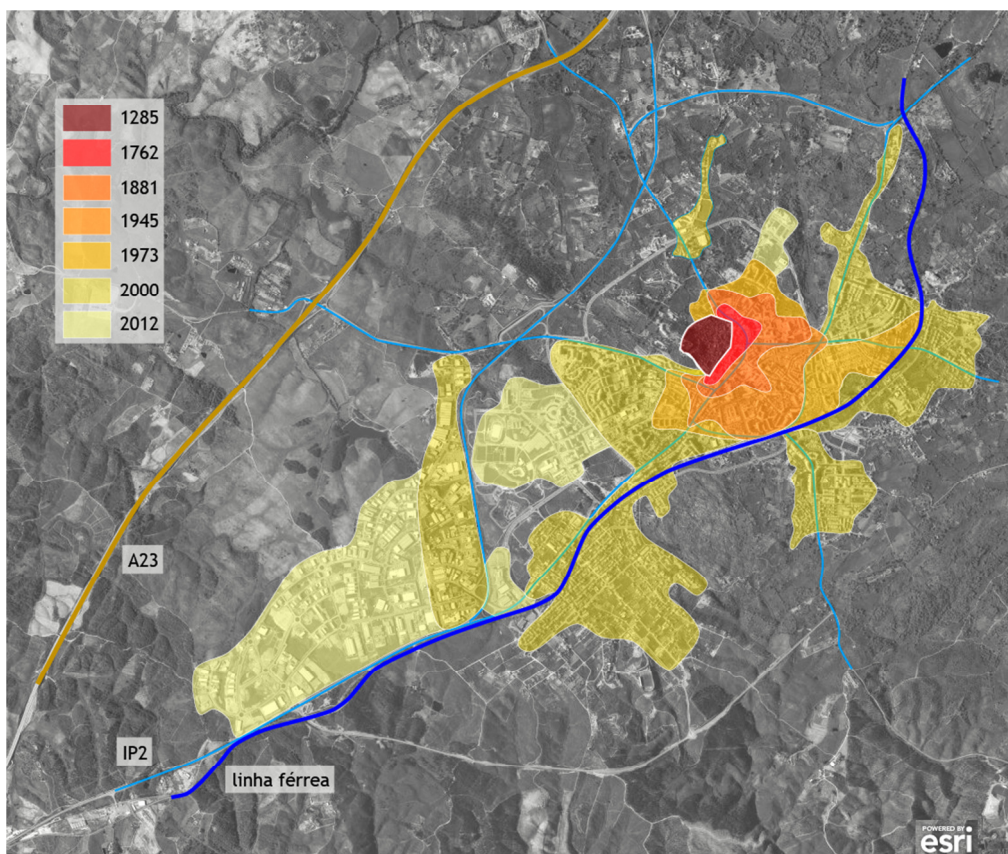 1285
1762
1881
1945
1973
2000
2012
A23
IP2
linha férrea
POWERED BY
esri